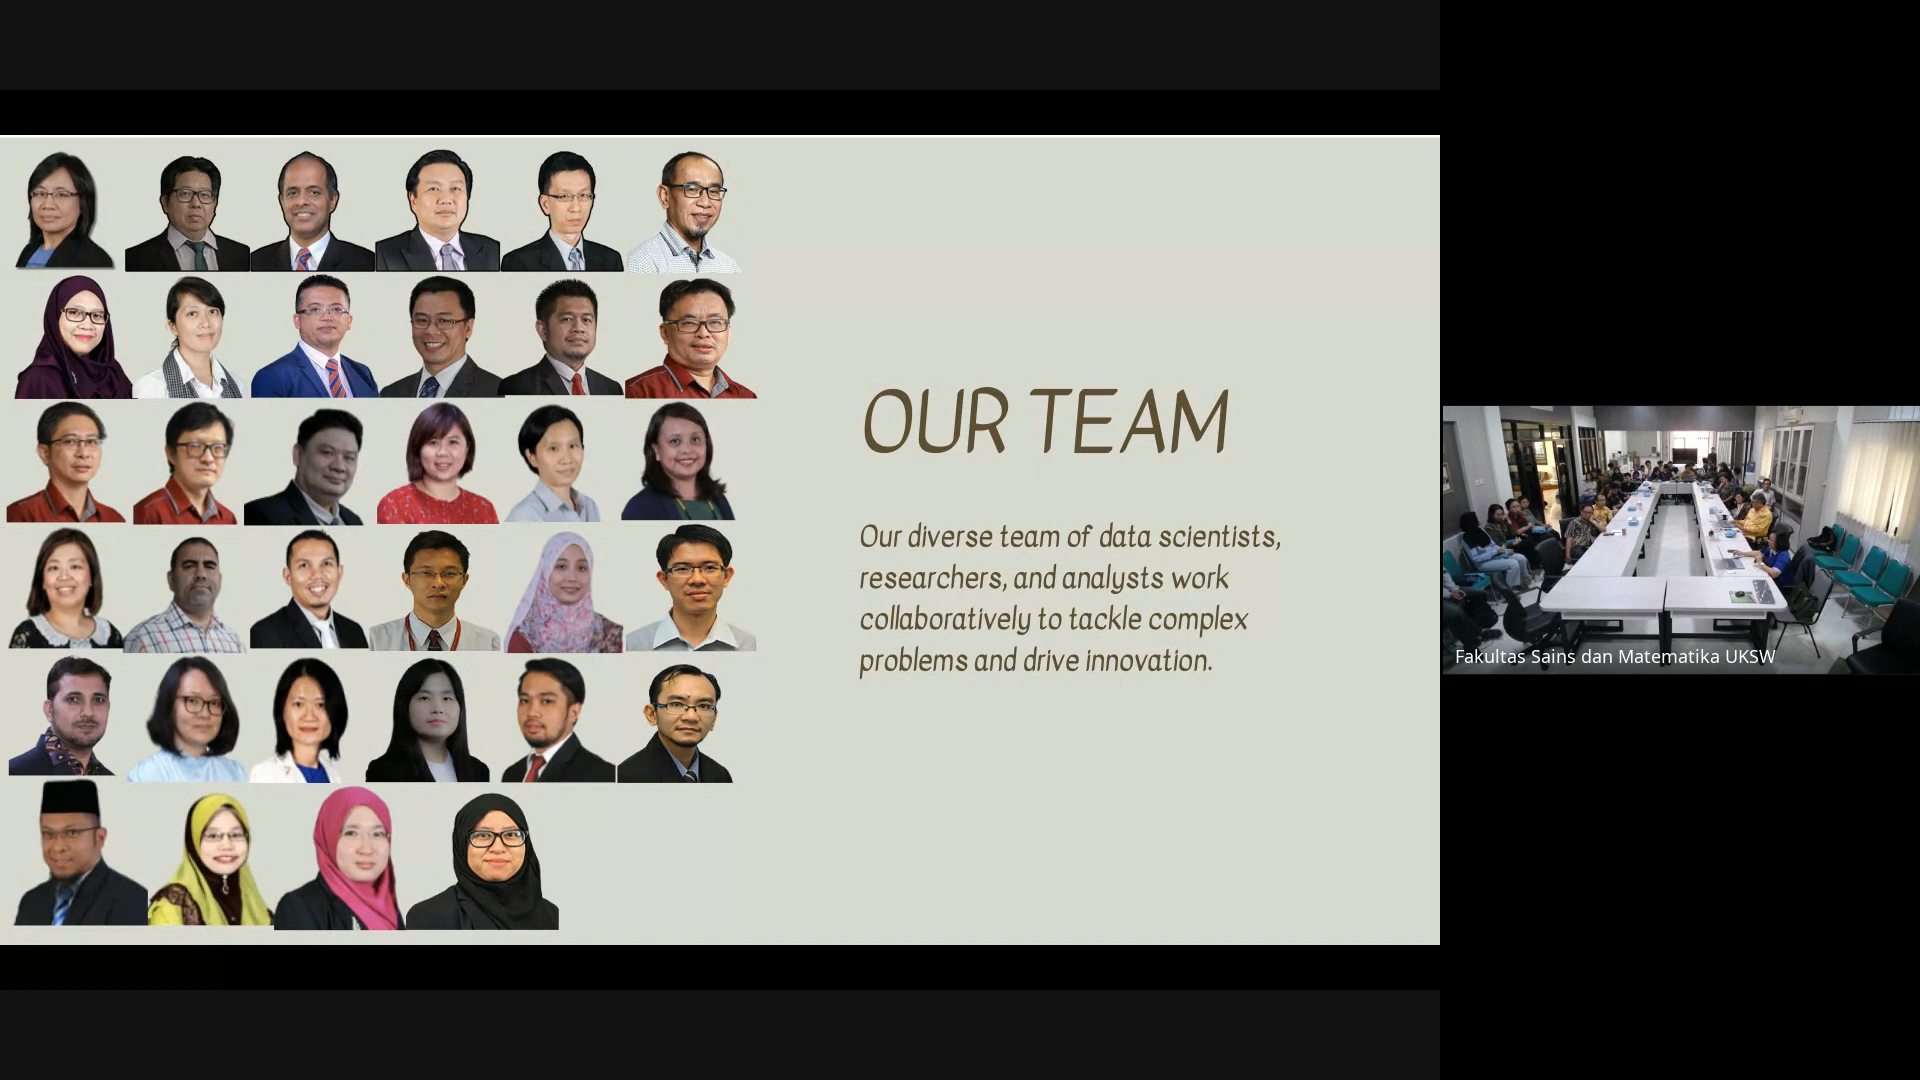 OUR TEAM
Our diverse team of data scientists,
researchers, and analysts work
collaboratively to tackle complex
problems and drive innovation.
Fakultas Sains dan Matematika UKSW